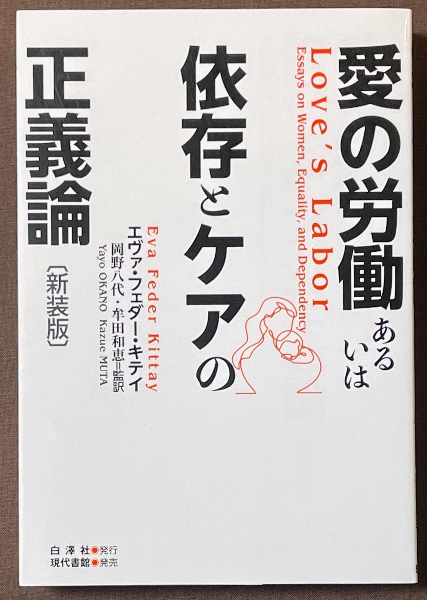 愛の労働
あるいは
Love's Labor
Essays on Women, Equality, and Dependency
依存とケアの
正義論
〔新装版〕
Eva Feder Kittay
エヴァ・フェダー・キテイ
岡野八代・牟田和恵＝監訳
Yayo OKANO Kazue MUTA
白澤社●発行
現代書館●発売